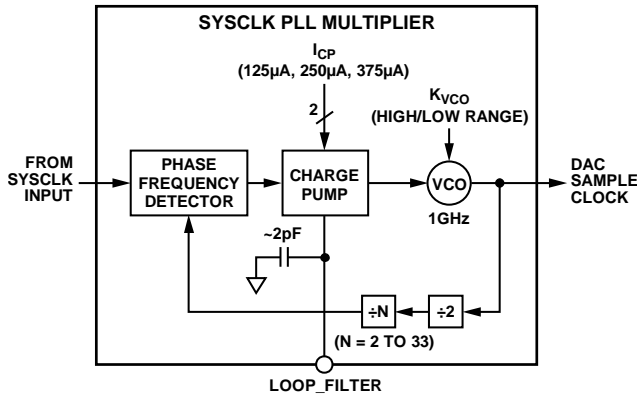 SYSCLK PLL MULTIPLIER
ICP
(125µA, 250µA, 375µA)
2
KVCO
(HIGH/LOW RANGE)
FROM
SYSCLK
INPUT
PHASE
FREQUENCY
DETECTOR
CHARGE
PUMP
VCO
1GHz
DAC
SAMPLE
CLOCK
~2pF
÷N
÷2
(N = 2 TO 33)
LOOP_FILTER